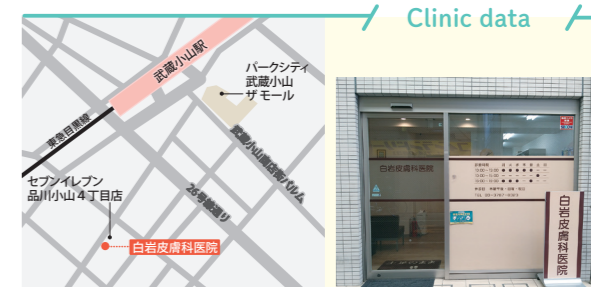 Clinic data
武蔵小山駅
パークシティ
武蔵小山
ザ モール
東急目黒線
武蔵小山商店街パルム
26号線通り
セブンイレブン
品川小山4丁目店
白岩皮膚科医院
白岩皮膚科医院
診療時間
白岩皮膚科医院